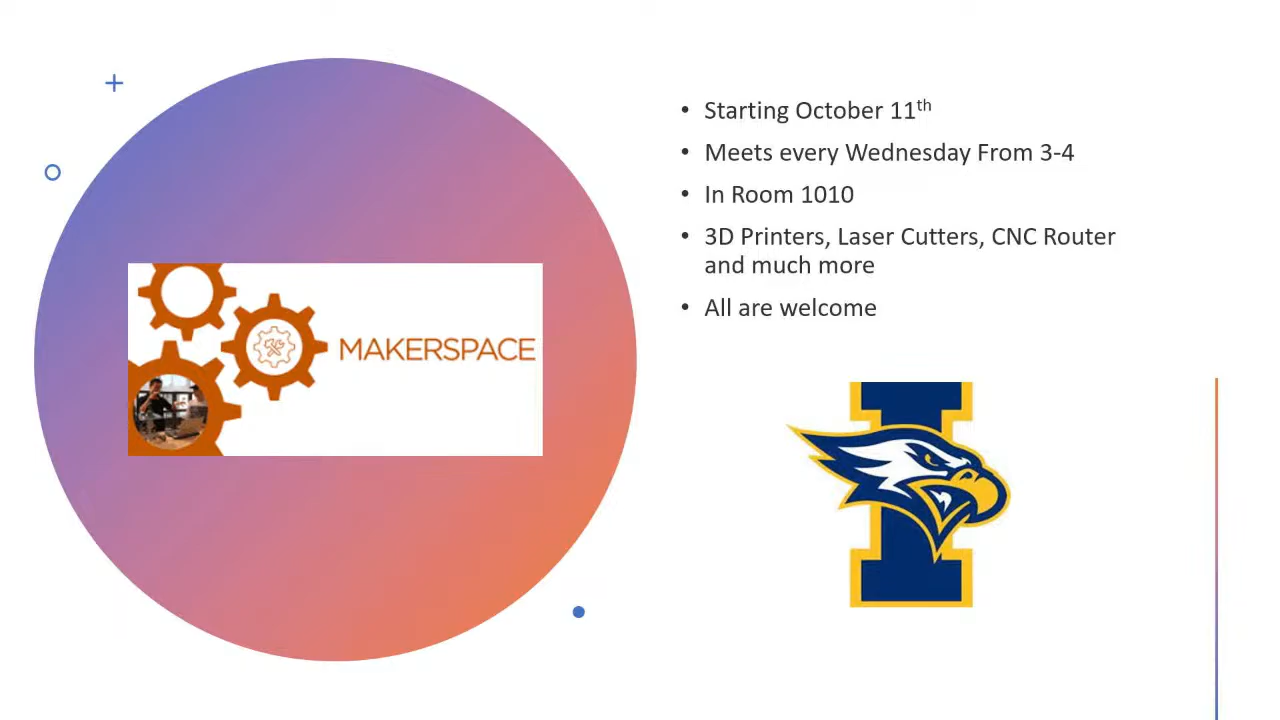 MAKERSPACE
• Starting October 11th
• Meets every Wednesday From 3-4
• In Room 1010
• 3D Printers, Laser Cutters, CNC Router
and much more
• All are welcome
I